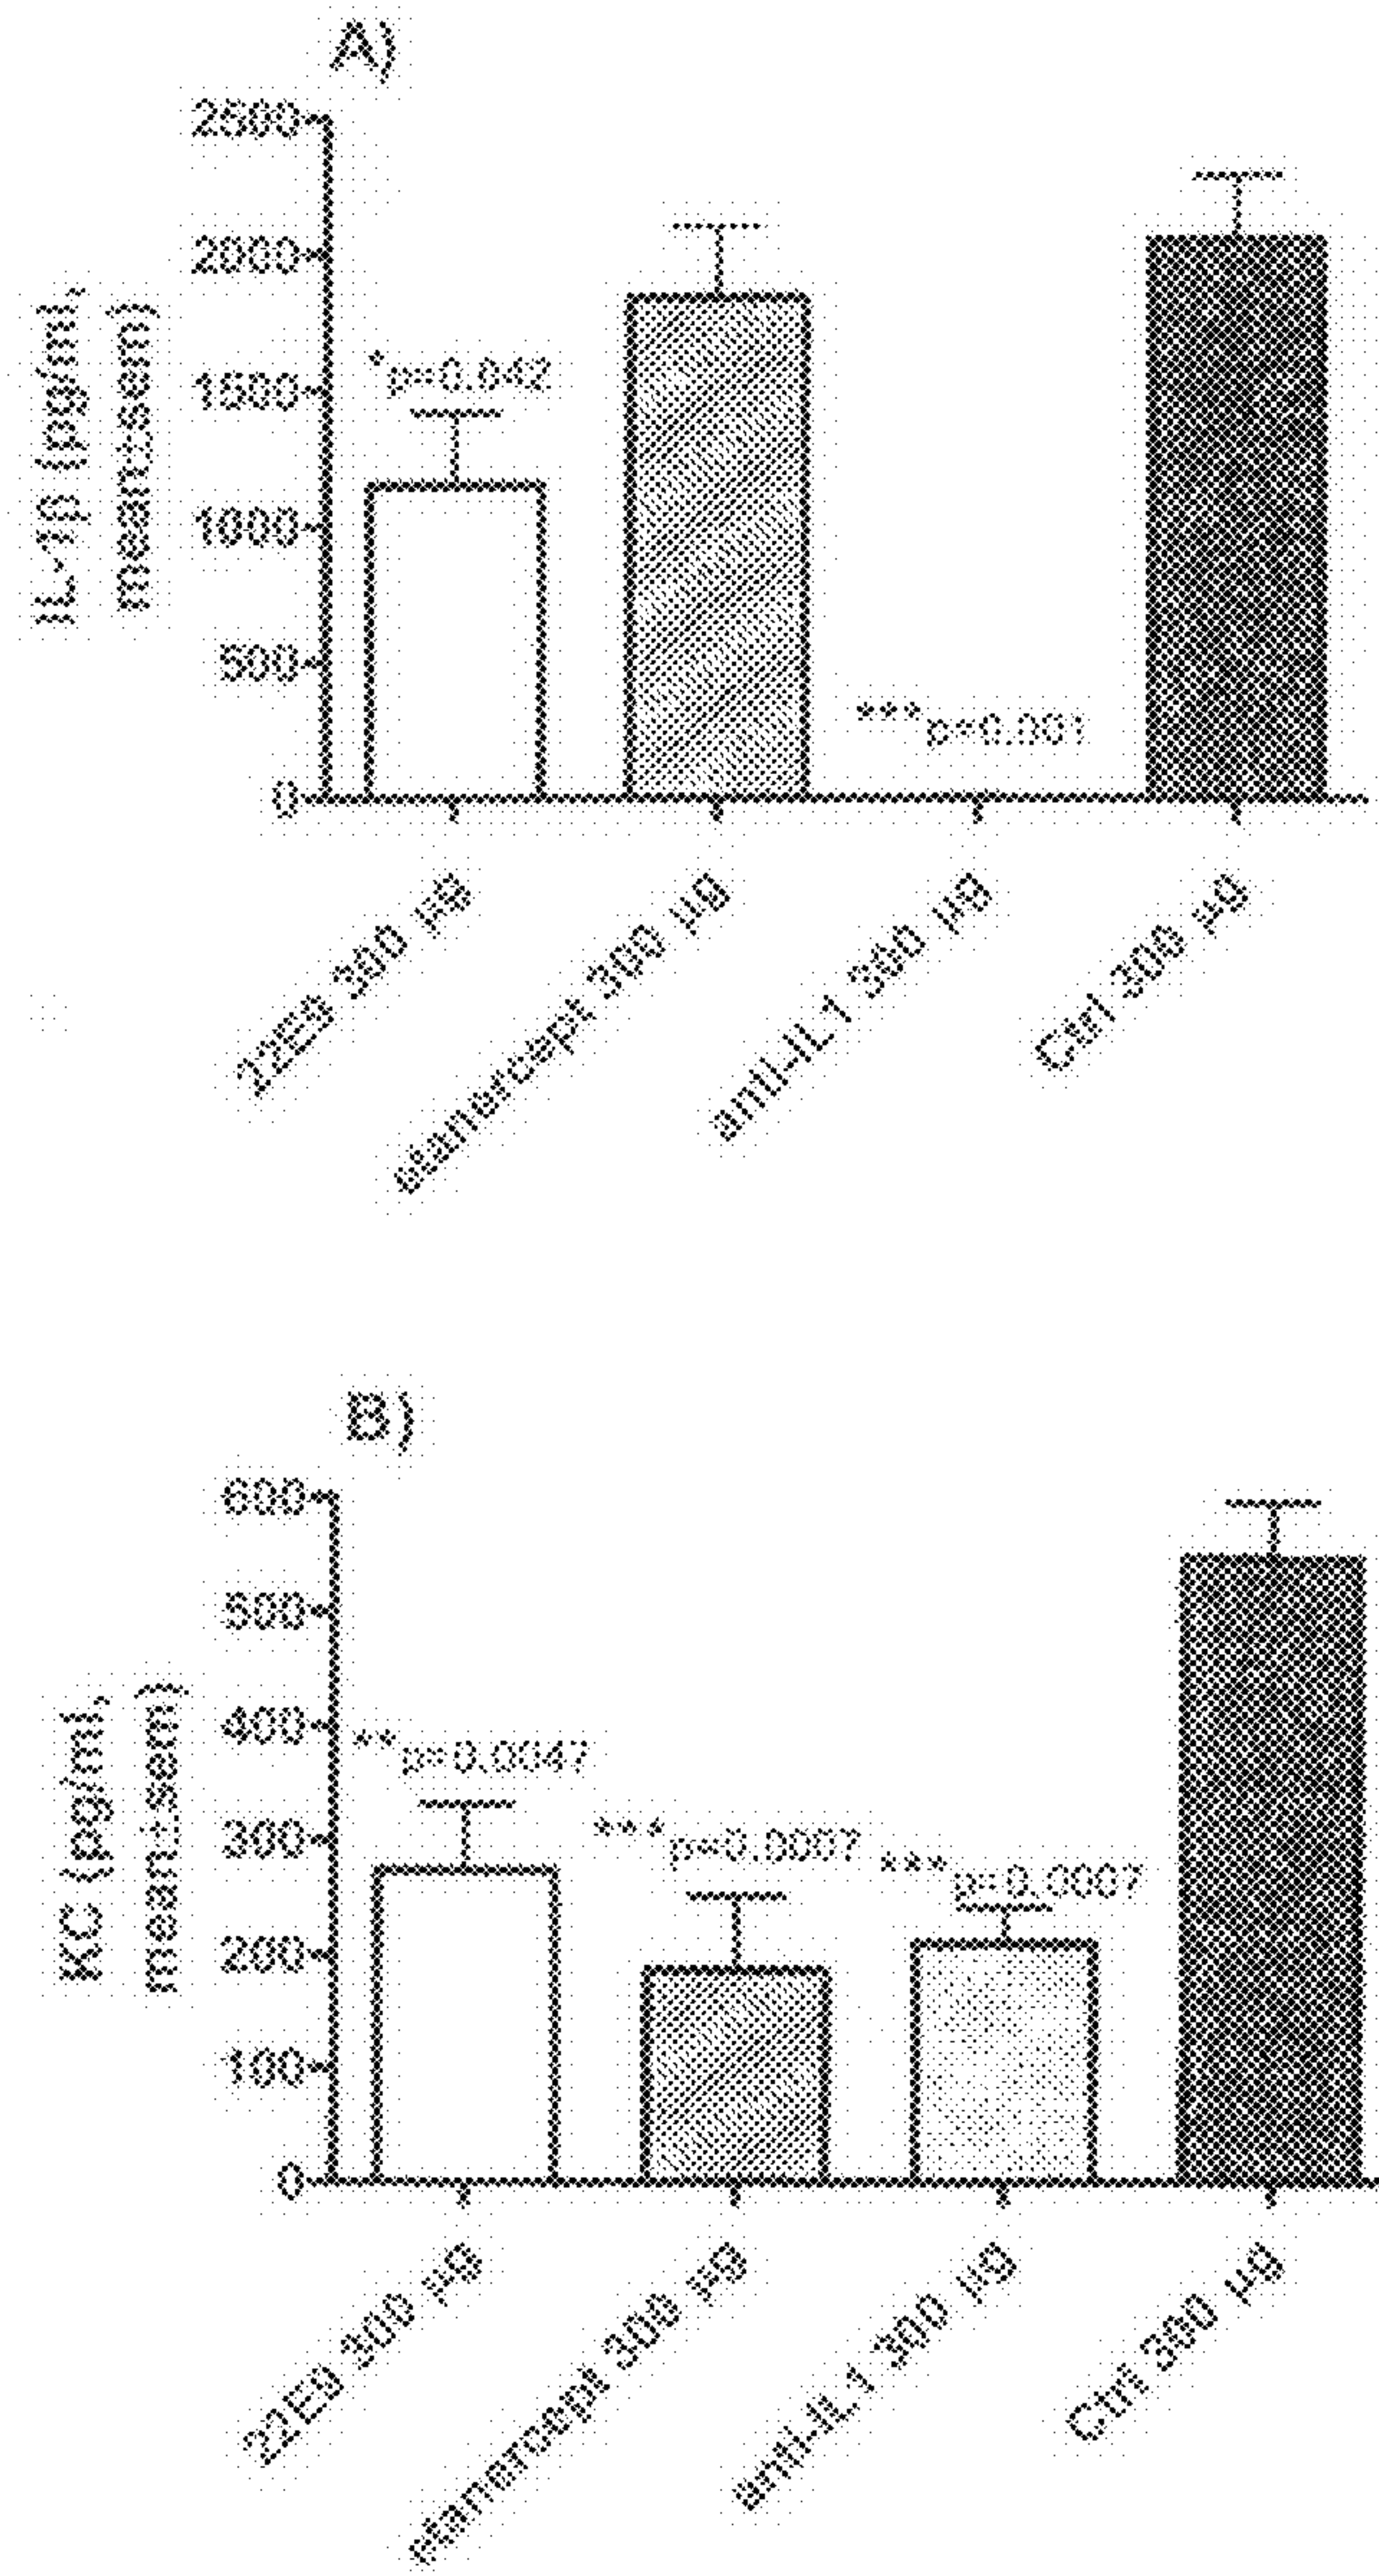 A)
2500
2000
1500
1000
500
0
IL-1β (pg/ml,
mean±sem)
*p=0.042
***p=0.001
22E9 300 µg
etanercept 300 µg
anti-IL1 300 µg
Ctrl 300 µg
B)
600
500
400
300
200
100
0
KC (pg/ml,
mean±sem)
**p=0.0047
***p=0.0007
***p=0.0007
22E9 300 µg
etanercept 300 µg
anti-IL1 300 µg
Ctrl 300 µg